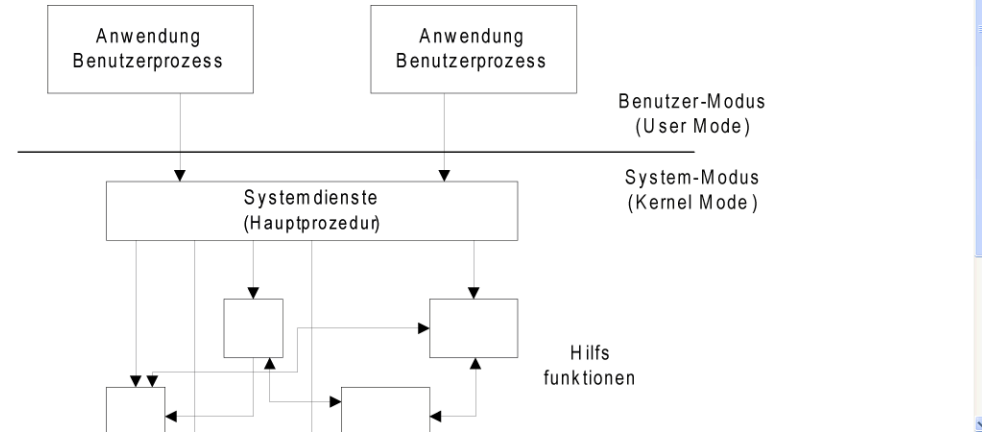 Anwendung
Benutzerprozess
Anwendung
Benutzerprozess
Benutzer-Modus
(User Mode)
System-Modus
(Kernel Mode)
Systemdienste
(Hauptprozedur)
Hilfs
funktionen